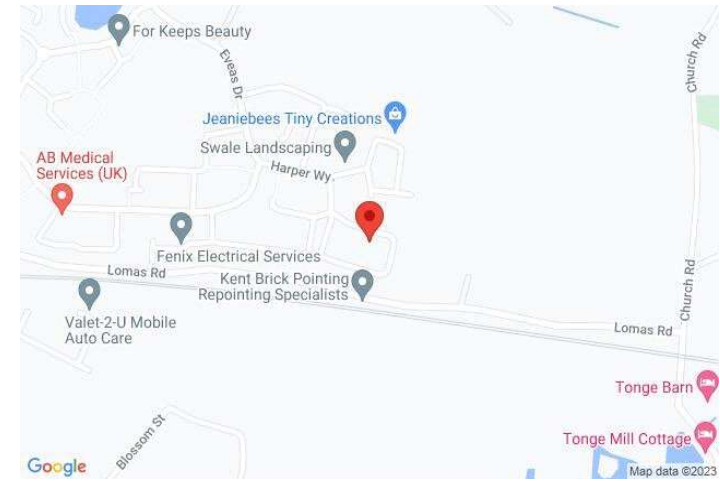 For Keeps Beauty
Eveas Dr
Church Rd
Jeaniebees Tiny Creations
Swale Landscaping
Harper Wy
AB Medical
Services (UK)
Fenix Electrical Services
Lomas Rd
Kent Brick Pointing
Repointing Specialists
Church Rd
Valet-2-U Mobile
Auto Care
Lomas Rd
Tonge Barn
Blossom St
Tonge Mill Cottage
Google
Map data ©2023